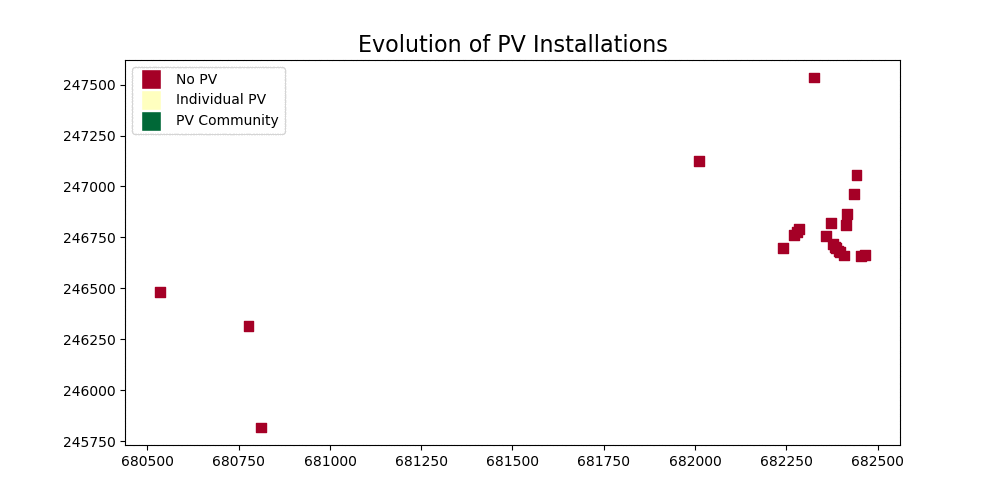 Evolution of PV Installations
No PV
Individual PV
PV Community
247500
247250
247000
246750
246500
246250
246000
245750
680500 680750 681000 681250 681500 681750 682000 682250 682500